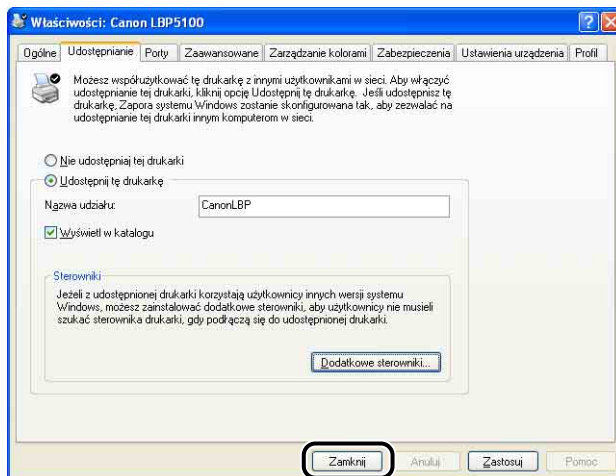 Właściwości: Canon LBP5100
Ogólne Udostępnianie Porty Zaawansowane Zarządzanie kolorami Zabezpieczenia Ustawienia urządzenia Profil
Możesz współużytkować tę drukarkę z innymi użytkownikami w sieci. Aby włączyć
udostępnianie tej drukarki, kliknij opcję Udostępnij tę drukarkę. Jeśli udostępnisz tę
drukarkę, Zapora systemu Windows zostanie skonfigurowana tak, aby zezwalać na
udostępnianie tej drukarki innym komputerom w sieci.
Nie udostępniaj tej drukarki
Udostępnij tę drukarkę
Nazwa udziału: CanonLBP
Wyświetl w katalogu
Sterowniki
Jeżeli z udostępnionej drukarki korzystają użytkownicy innych wersji systemu
Windows, możesz zainstalować dodatkowe sterowniki, aby użytkownicy nie musieli
szukać sterownika drukarki, gdy podłączą się do udostępnionej drukarki.
Dodatkowe sterowniki...
Zamknij Anuluj Zastosuj Pomoc